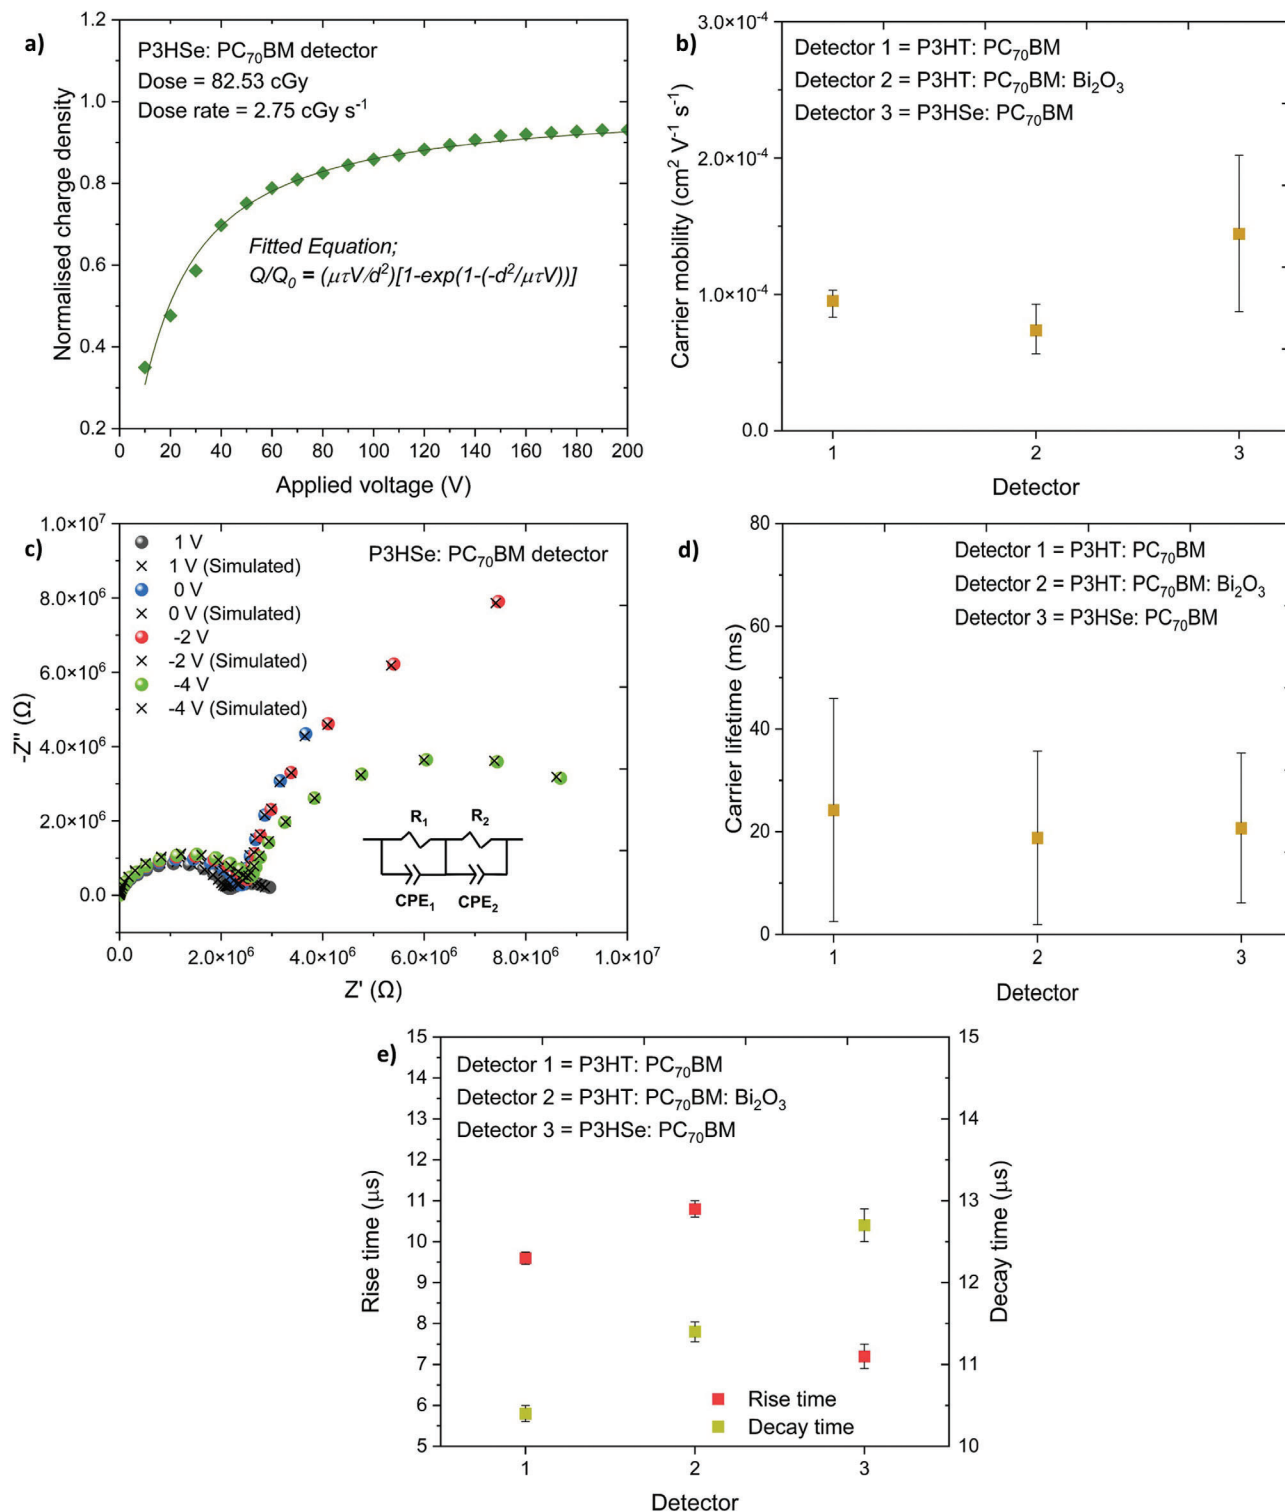 a)
P3HSe: PC₇₀BM detector
Dose = 82.53 cGy
Dose rate = 2.75 cGy s⁻¹
Fitted Equation;
Q/Q₀ = (μτV/d²)[1-exp(1-(-d²/μτV))]
Normalised charge density
1.2
1.0
0.8
0.6
0.4
0.2
0 20 40 60 80 100 120 140 160 180 200
Applied voltage (V)
b)
Detector 1 = P3HT: PC₇₀BM
Detector 2 = P3HT: PC₇₀BM: Bi₂O₃
Detector 3 = P3HSe: PC₇₀BM
Carrier mobility (cm² V⁻¹ s⁻¹)
3.0×10⁻⁴
2.0×10⁻⁴
1.0×10⁻⁴
0.0
1 2 3
Detector
c)
P3HSe: PC₇₀BM detector
1 V
1 V (Simulated)
0 V
0 V (Simulated)
-2 V
-2 V (Simulated)
-4 V
-4 V (Simulated)
R₁ R₂
CPE₁ CPE₂
-Z'' (Ω)
1.0×10⁷
8.0×10⁶
6.0×10⁶
4.0×10⁶
2.0×10⁶
0.0
0.0 2.0×10⁶ 4.0×10⁶ 6.0×10⁶ 8.0×10⁶ 1.0×10⁷
Z' (Ω)
d)
Detector 1 = P3HT: PC₇₀BM
Detector 2 = P3HT: PC₇₀BM: Bi₂O₃
Detector 3 = P3HSe: PC₇₀BM
Carrier lifetime (ms)
80
60
40
20
0
1 2 3
Detector
e)
Detector 1 = P3HT: PC₇₀BM
Detector 2 = P3HT: PC₇₀BM: Bi₂O₃
Detector 3 = P3HSe: PC₇₀BM
Rise time
Decay time
Rise time (μs)
15
14
13
12
11
10
9
8
7
6
5
Decay time (μs)
15
14
13
12
11
10
1 2 3
Detector